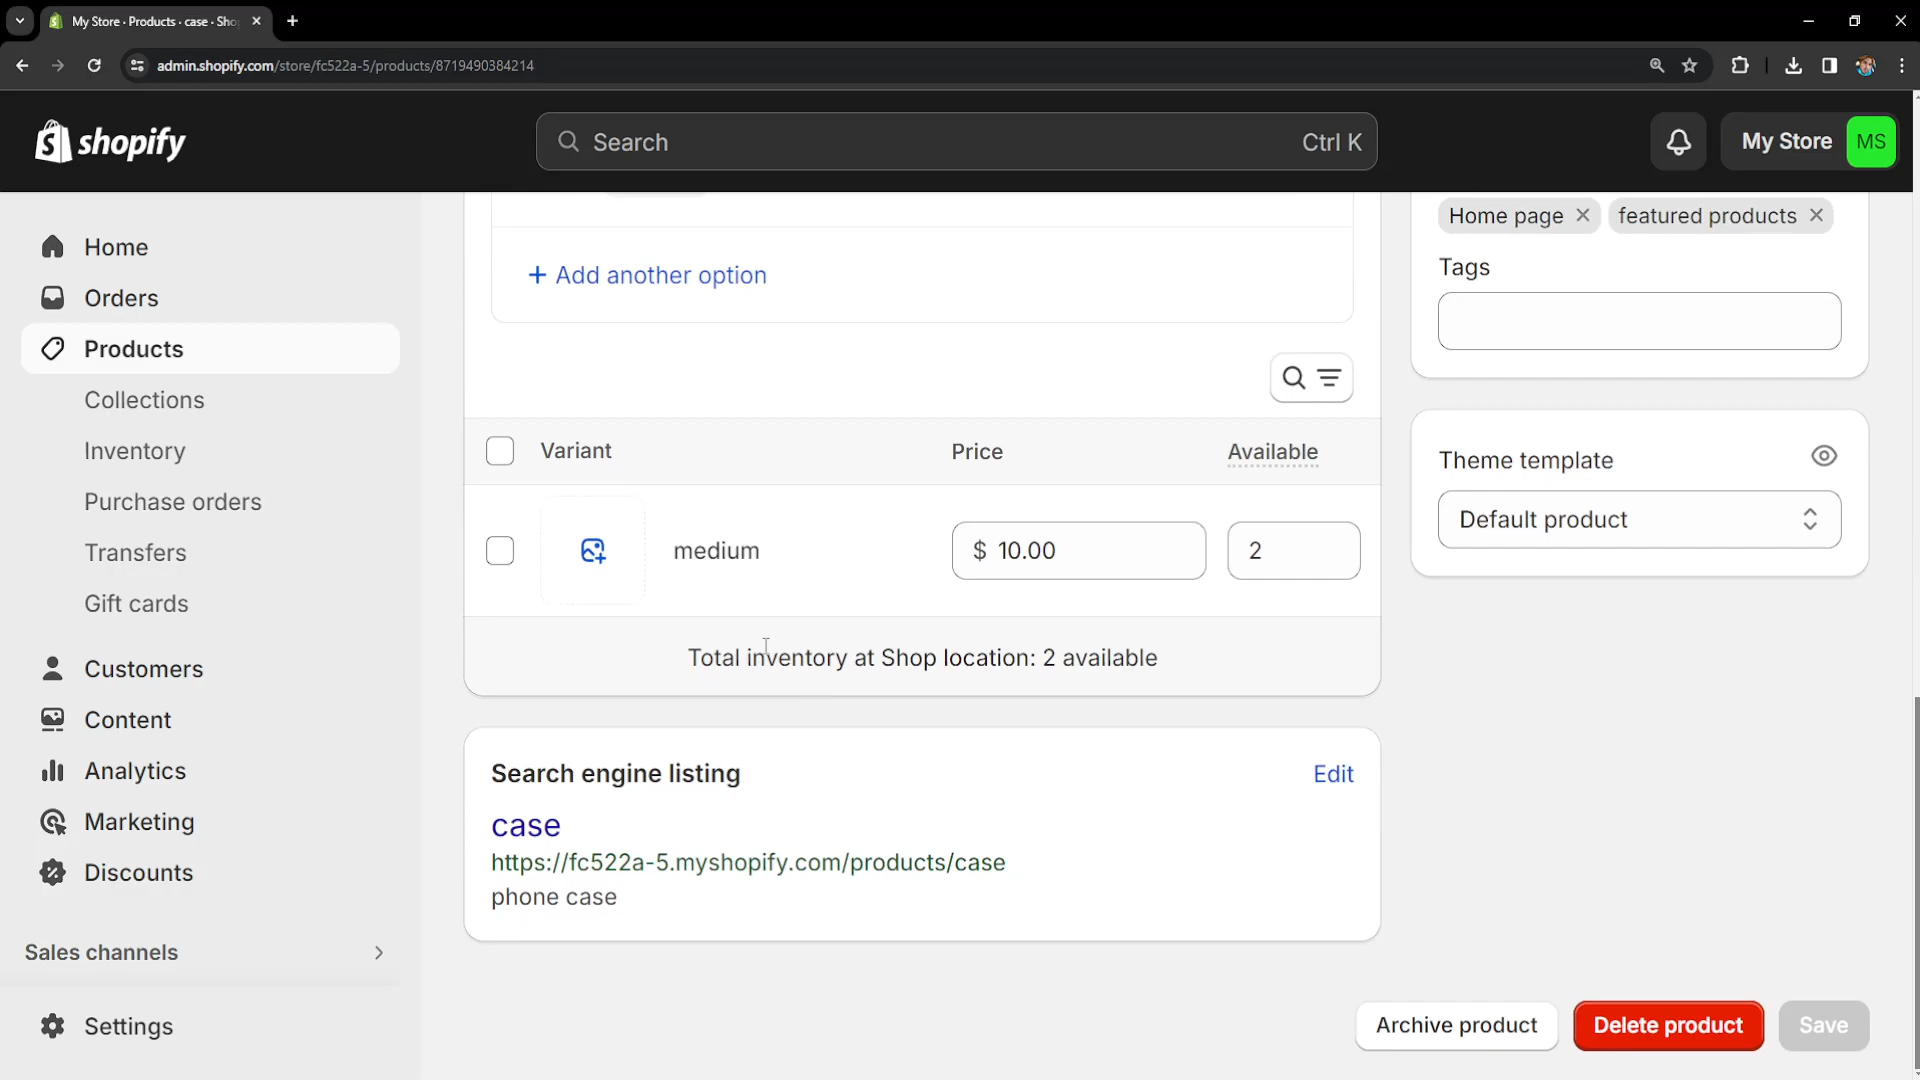 My Store · Products · case · Sho
admin.shopify.com/store/fc522a-5/products/8719490384214
shopify
Search
Ctrl K
My Store
MS
Home
Orders
Products
Collections
Inventory
Purchase orders
Transfers
Gift cards
Customers
Content
Analytics
Marketing
Discounts
Sales channels
Settings
+ Add another option
Variant Price Available
medium $ 10.00 2
Total inventory at Shop location: 2 available
Search engine listing Edit
case
https://fc522a-5.myshopify.com/products/case
phone case
Home page featured products
Tags
Theme template
Default product
Archive product Delete product Save